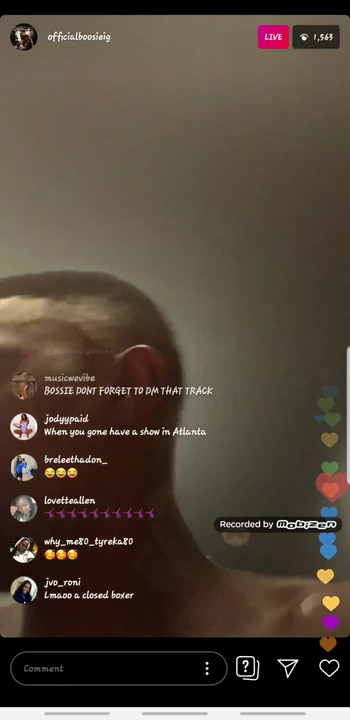 officialboosieig
LIVE
1,563
musicwevibe
BOSSIE DONT FORGET TO DM THAT TRACK
jodyypaid
When you gone have a show in Atlanta
breleethadon_
😂😂😂
lovetteallen
why_me80_tyreka80
🥰🥰🥰
Recorded by Mobizen
jvo_roni
Lmaoo a closed boxer
Comment